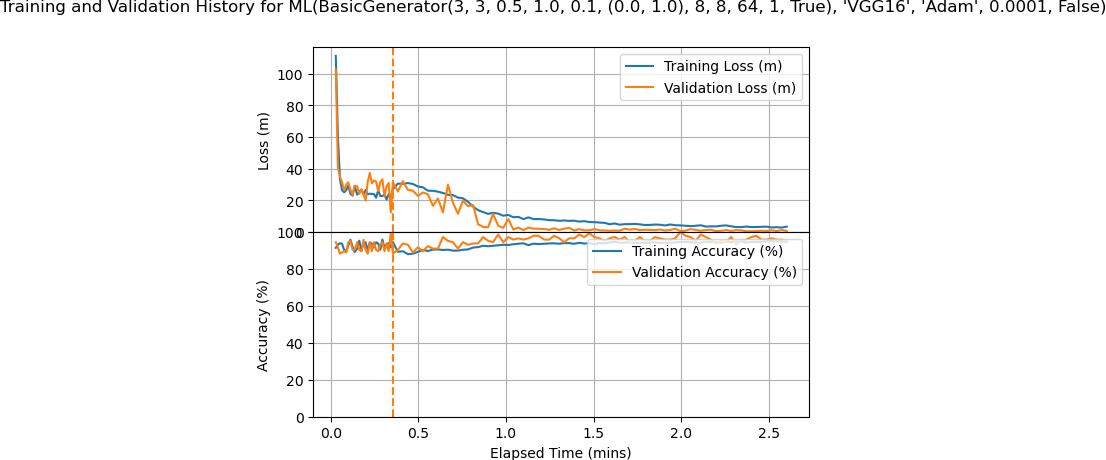 Training and Validation History for ML(BasicGenerator(3, 3, 0.5, 1.0, 0.1, (0.0, 1.0), 8, 8, 64, 1, True), 'VGG16', 'Adam', 0.0001, False)
Training Loss (m)
Validation Loss (m)
100
80
60
40
20
0
Loss (m)
Training Accuracy (%)
Validation Accuracy (%)
100
80
60
40
20
0
Accuracy (%)
0.0 0.5 1.0 1.5 2.0 2.5
Elapsed Time (mins)